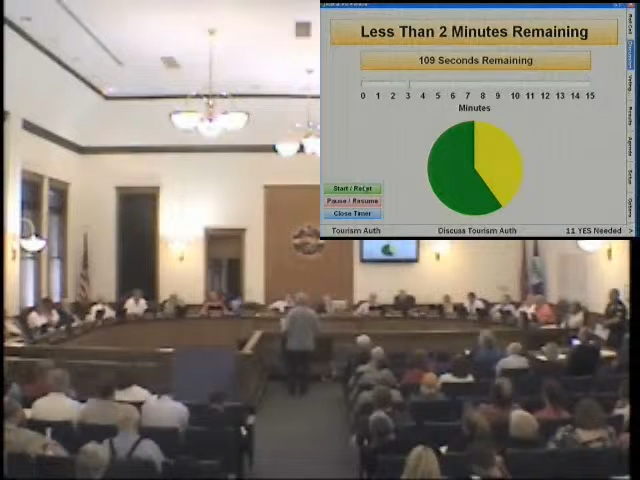 Less Than 2 Minutes Remaining
109 Seconds Remaining
0 1 2 3 4 5 6 7 8 9 10 11 12 13 14 15
Minutes
Start / Reset
Pause / Resume
Close Timer
Tourism Auth Discuss Tourism Auth 11 YES Needed